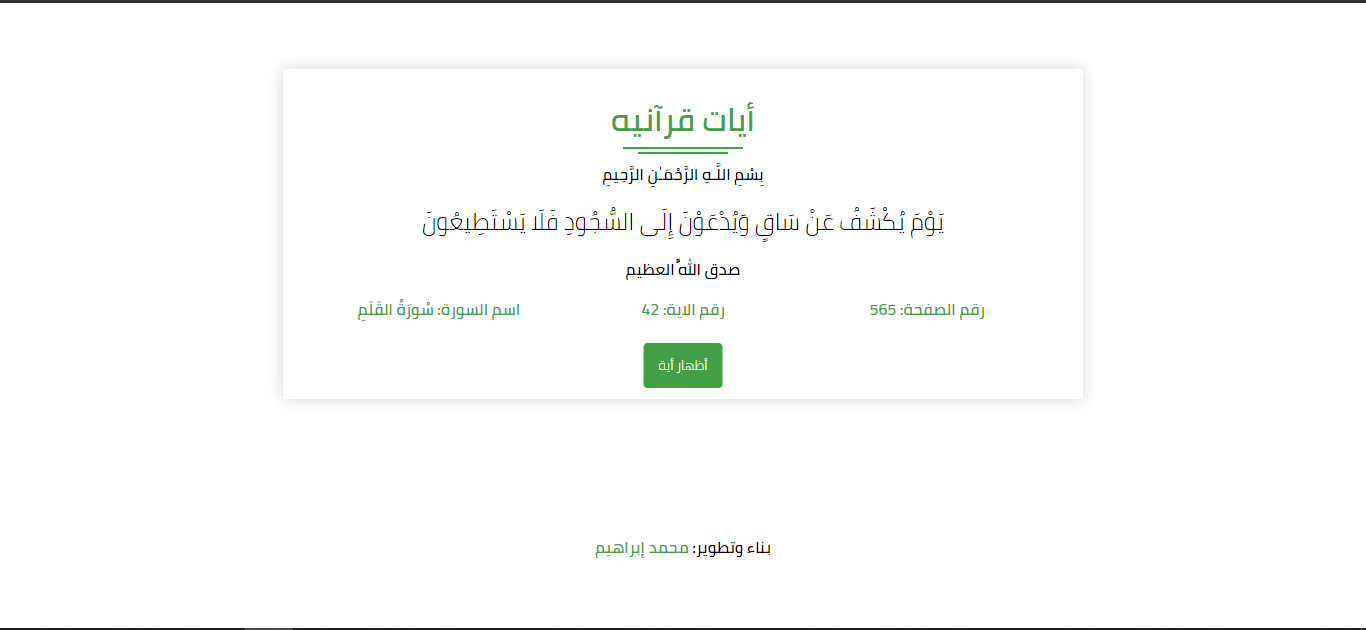 أيات قرآنيه
بِسْمِ اللَّـهِ الرَّحْمَـٰنِ الرَّحِيمِ
يَوْمَ يُكْشَفُ عَنْ سَاقٍ وَيُدْعَوْنَ إِلَى السُّجُودِ فَلَا يَسْتَطِيعُونَ
صدق الله العظيم
رقم الصفحة: 565
رقم الاية: 42
اسم السورة: سُورَةُ القَلَمِ
أظهار أية
بناء وتطوير: محمد إبراهيم